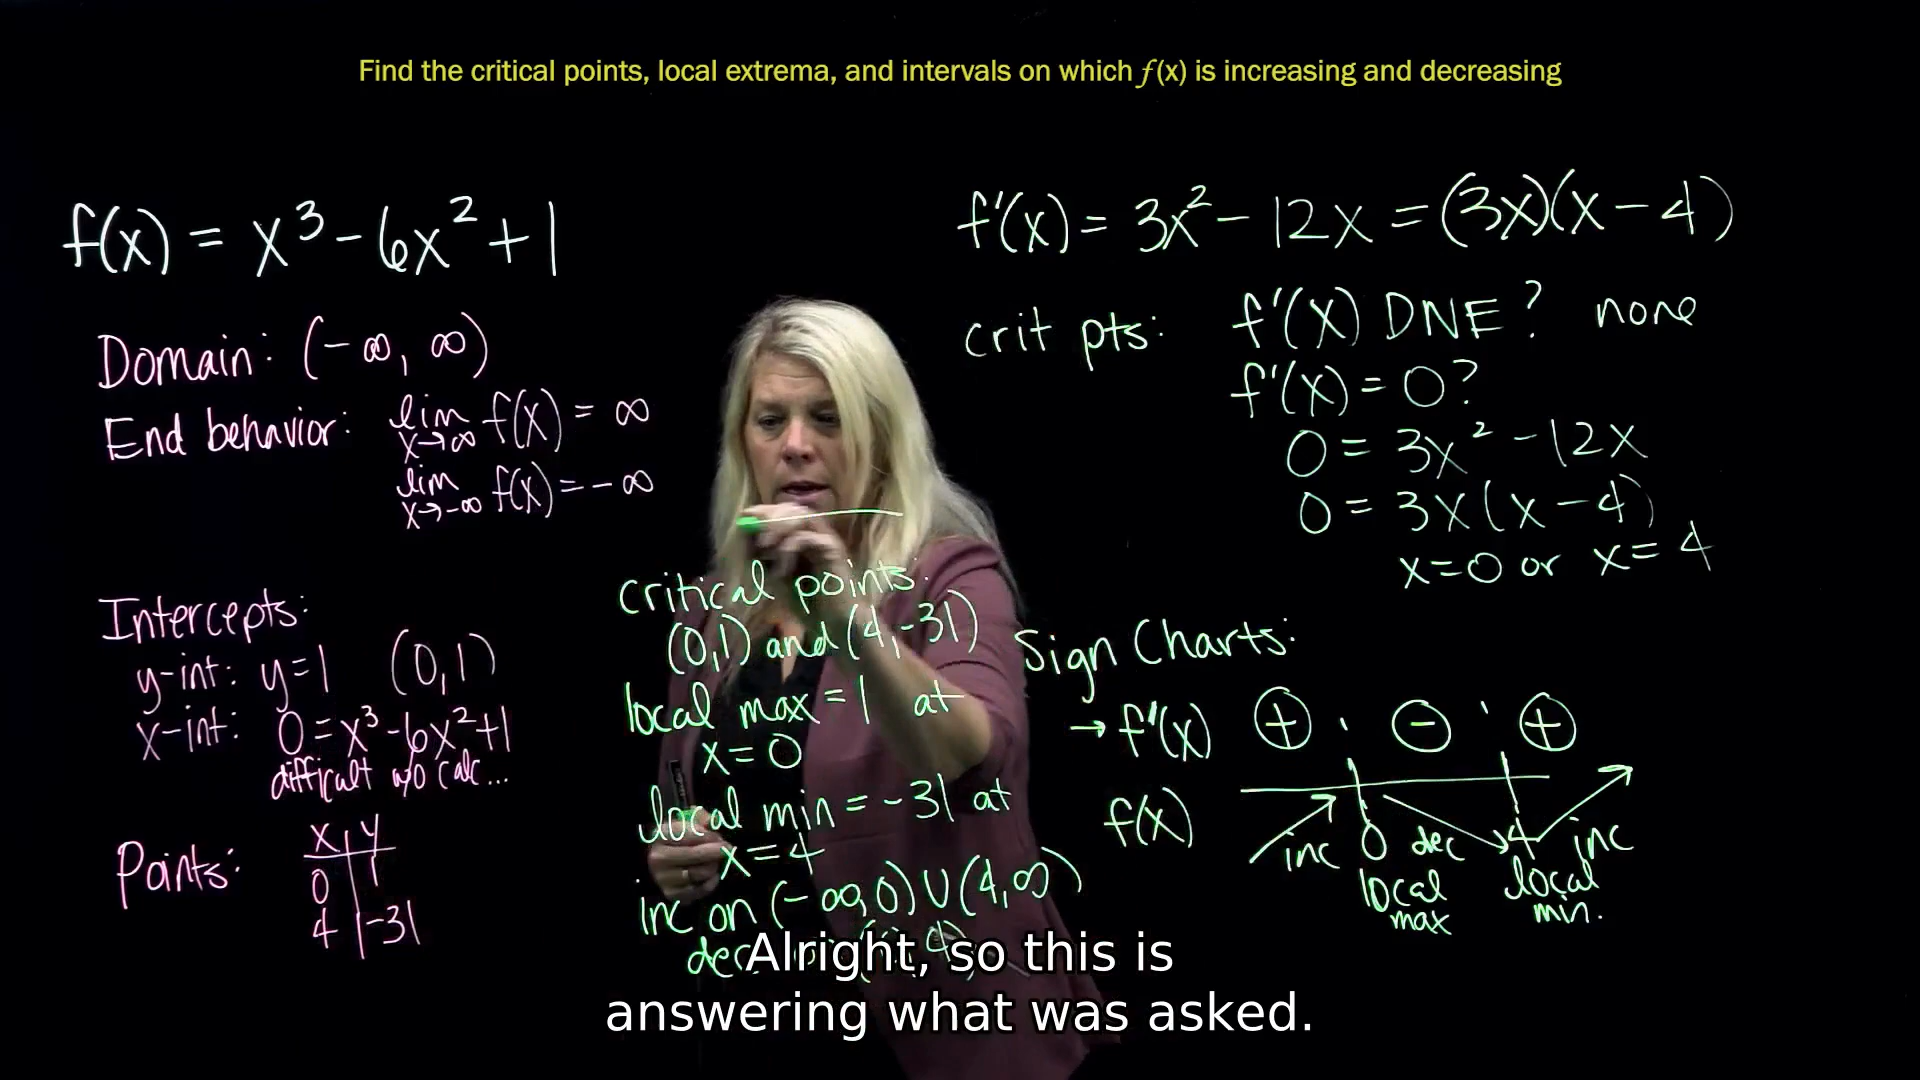 Find the critical points, local extrema, and intervals on which f(x) is increasing and decreasing
f(x) = x³ - 6x² + 1
Domain: (-∞, ∞)
End behavior: lim x→∞ f(x) = ∞
lim x→-∞ f(x) = -∞
Intercepts:
y-int: y=1 (0,1)
x-int: 0 = x³ - 6x² + 1
difficult w/o calc...
Points:
x | y
0 | 1
4 | -31
critical points:
(0,1) and (4,-31)
local max = 1 at
x = 0
local min = -31 at
x = 4
inc on (-∞,0) ∪ (4,∞)
dec 4)
f'(x) = 3x² - 12x = (3x)(x - 4)
crit pts: f'(x) DNE? none
f'(x) = 0?
0 = 3x² - 12x
0 = 3x(x - 4)
x=0 or x=4
Sign Charts:
→ f'(x) + - +
f(x) inc 0 dec 4 inc
local local
max min.
Alright, so this is
answering what was asked.